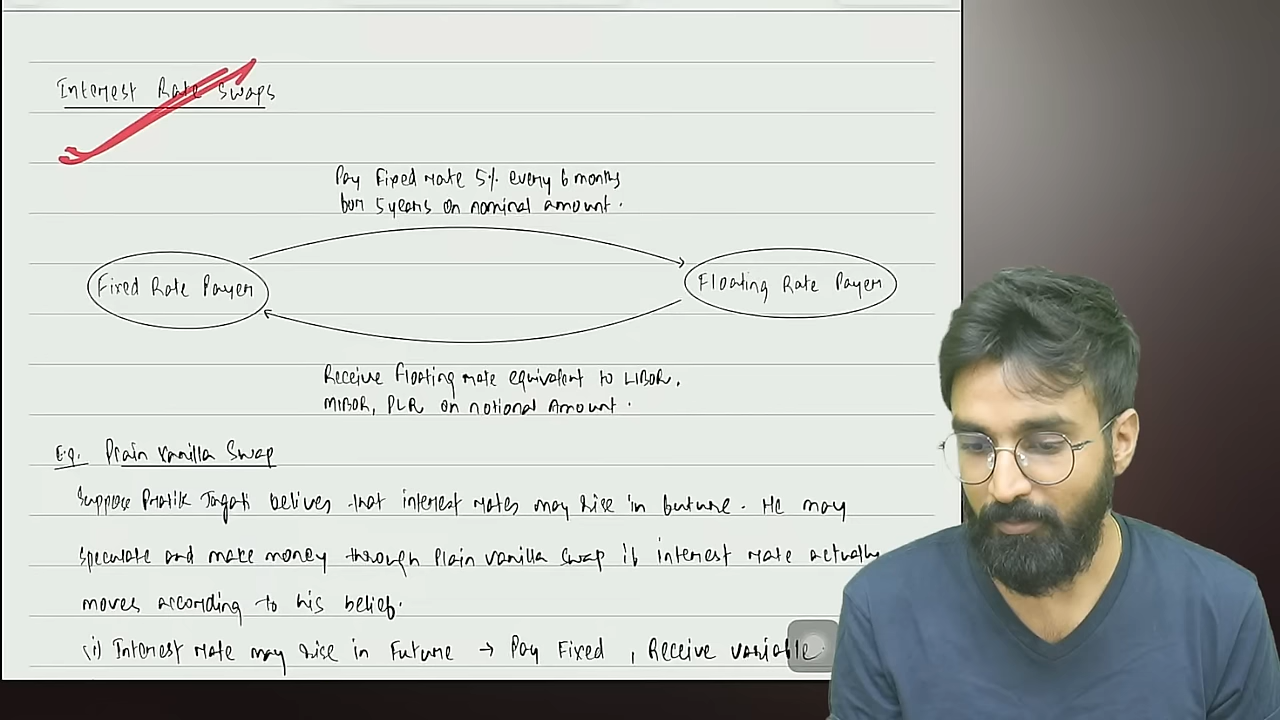 Interest Rate Swaps
Pay Fixed rate 5% every 6 months
for 5 years on nominal amount.
Fixed Rate Payer
Floating Rate Payer
Receive floating rate equivalent to LIBOR,
MIBOR, PLR on notional Amount.
E.g. Plain Vanilla Swap
Suppose Pratik Jagati belives that interest rates may rise in future. He may
speculate and make money through Plain vanilla swap if interest rate
moves according to his belief.
(i) Interest rate may rise in Future → Pay Fixed, Receive variable